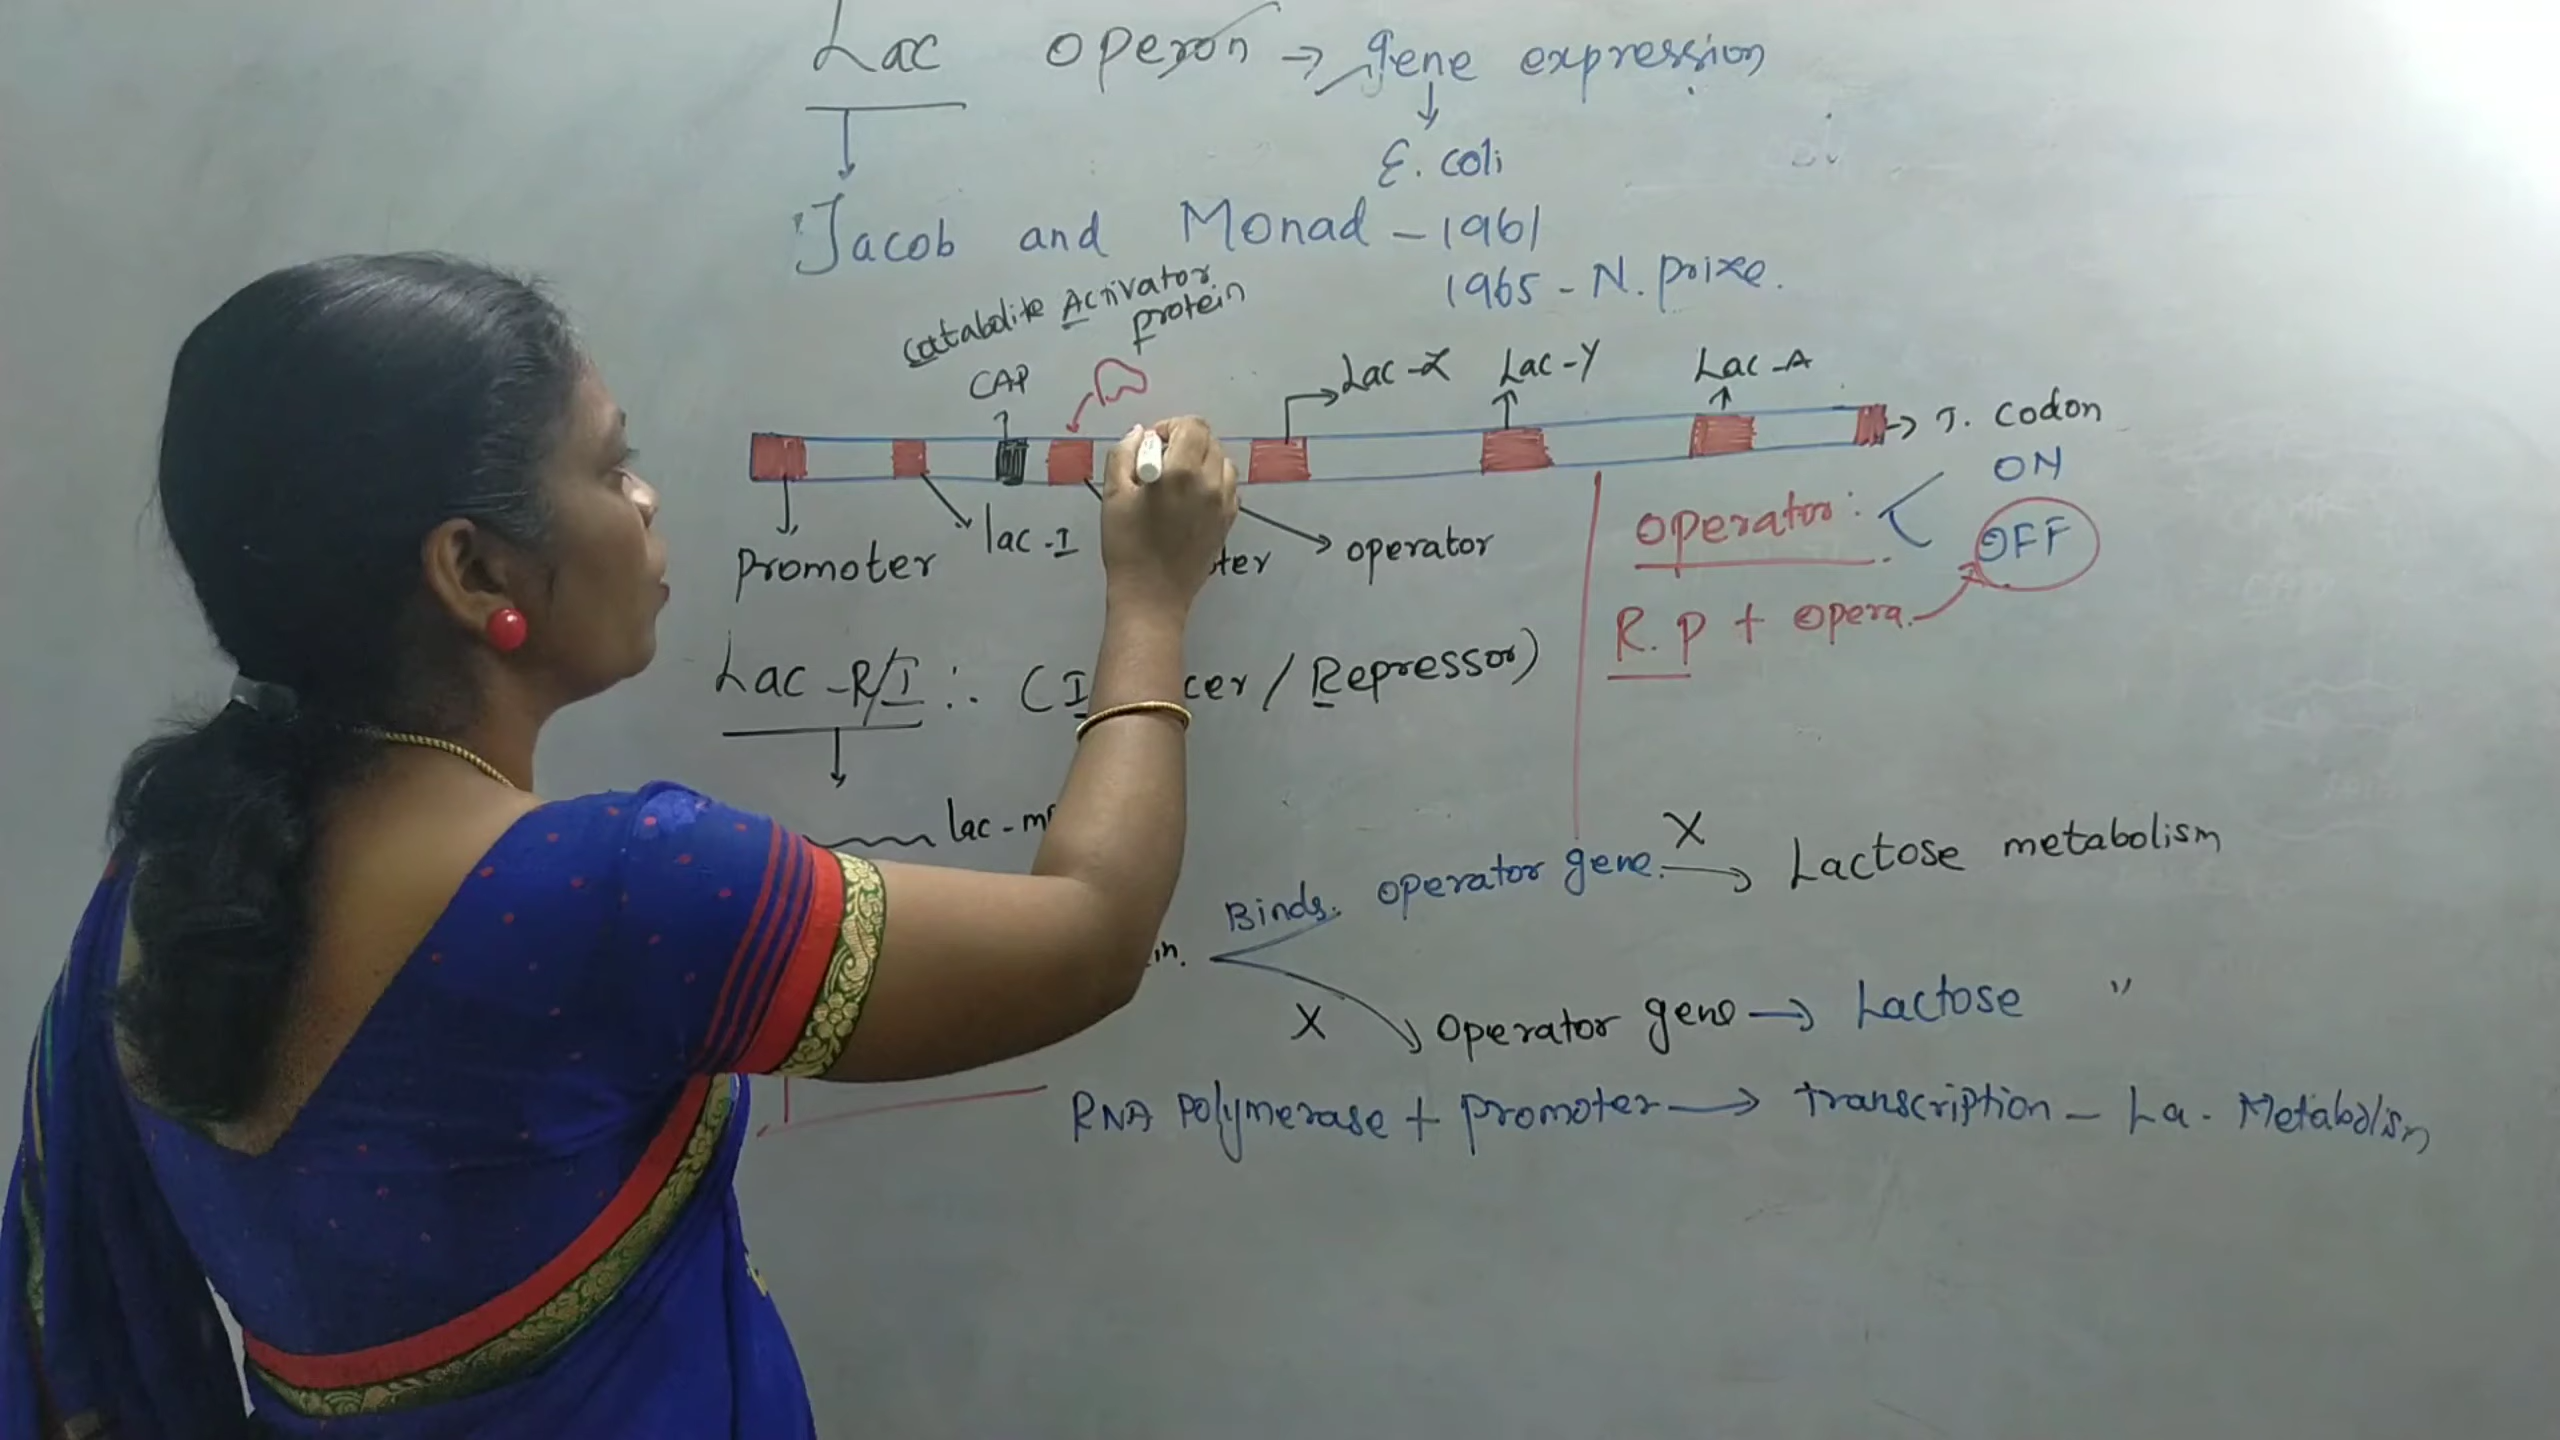 Lac operon → gene expression
E. coli
Jacob and Monad - 1961
1965 - N. prize.
Catabolite Activator
protein
CAP
Lac-Z
Lac-Y
Lac-A
T. codon
Promoter
lac-I
operator
operator: ON
OFF
R.P + opera.
Lac-R/I : (I cer / Repressor)
lac-m
Binds. operator gene. X → Lactose metabolism
X operator gene → Lactose "
RNA polymerase + promoter → transcription - La. Metabolism